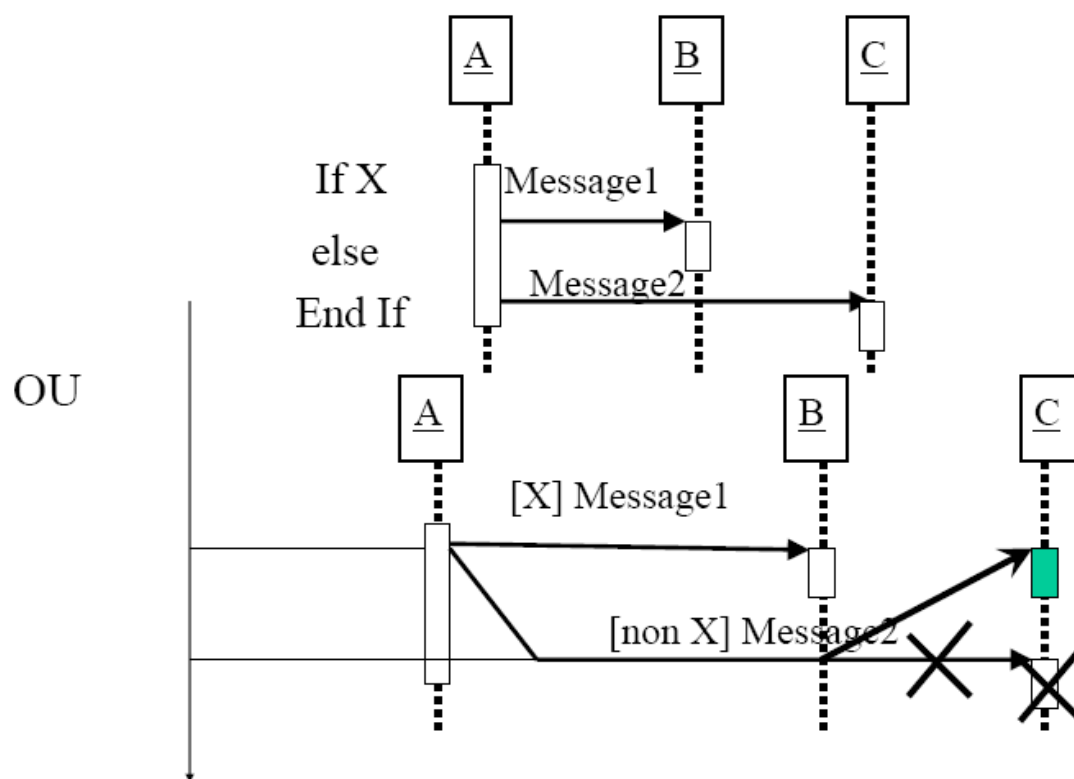 A B C
If X
Message1
else
Message2
End If
OU
A B C
[X] Message1
[non X] Message2